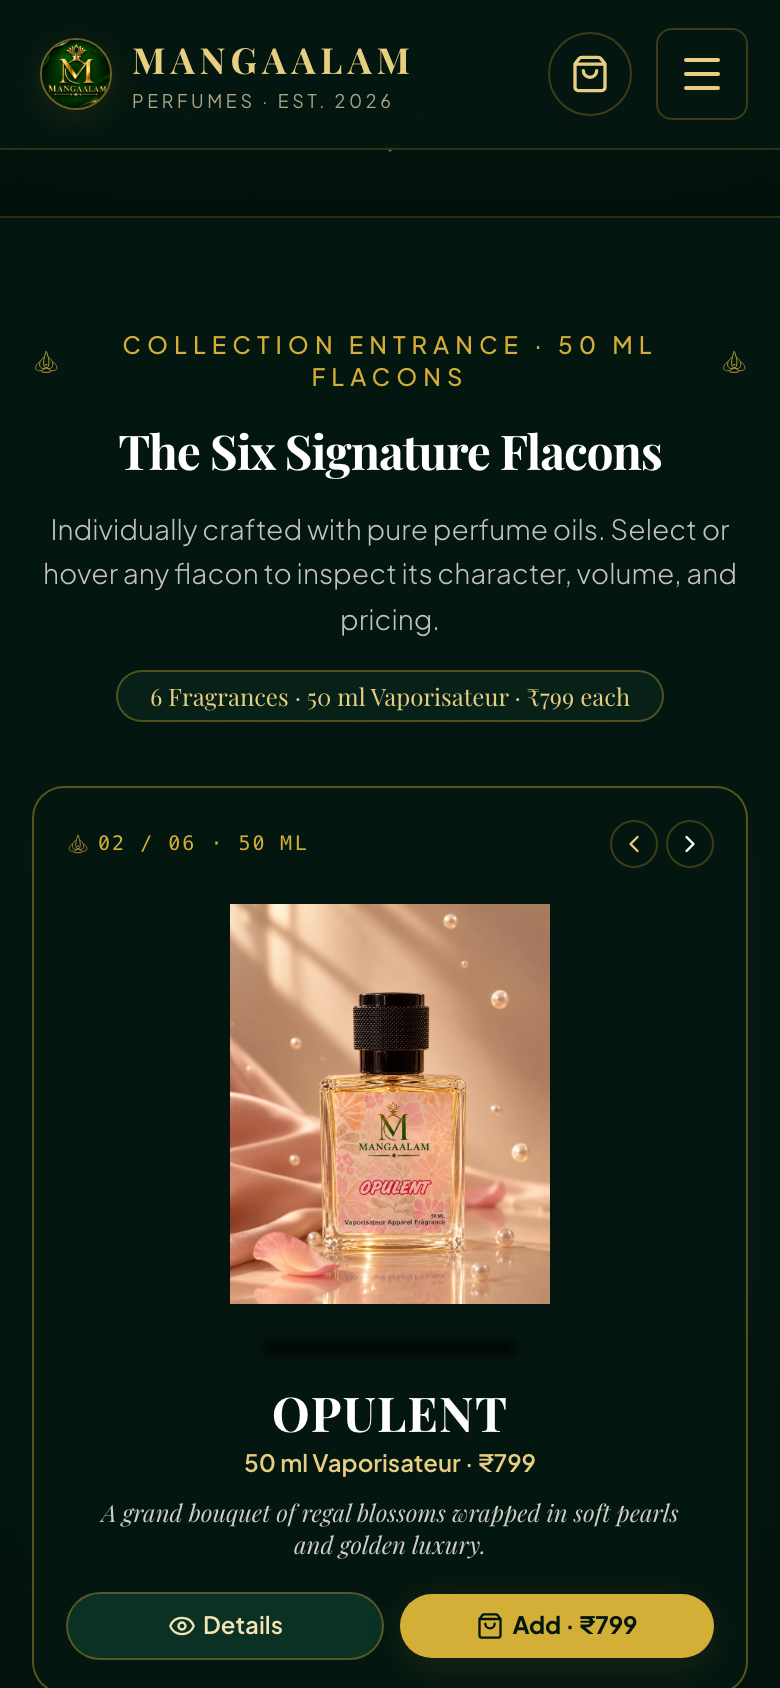 MANGAALAM
MANGAALAM
PERFUMES · EST. 2026
COLLECTION ENTRANCE · 50 ML
FLACONS
The Six Signature Flacons
Individually crafted with pure perfume oils. Select or
hover any flacon to inspect its character, volume, and
pricing.
6 Fragrances · 50 ml Vaporisateur · ₹799 each
02 / 06 · 50 ML
M
MANGAALAM
OPULENT
50 ML
Vaporisateur Apparel Fragrance
OPULENT
50 ml Vaporisateur · ₹799
A grand bouquet of regal blossoms wrapped in soft pearls
and golden luxury.
Details
Add · ₹799